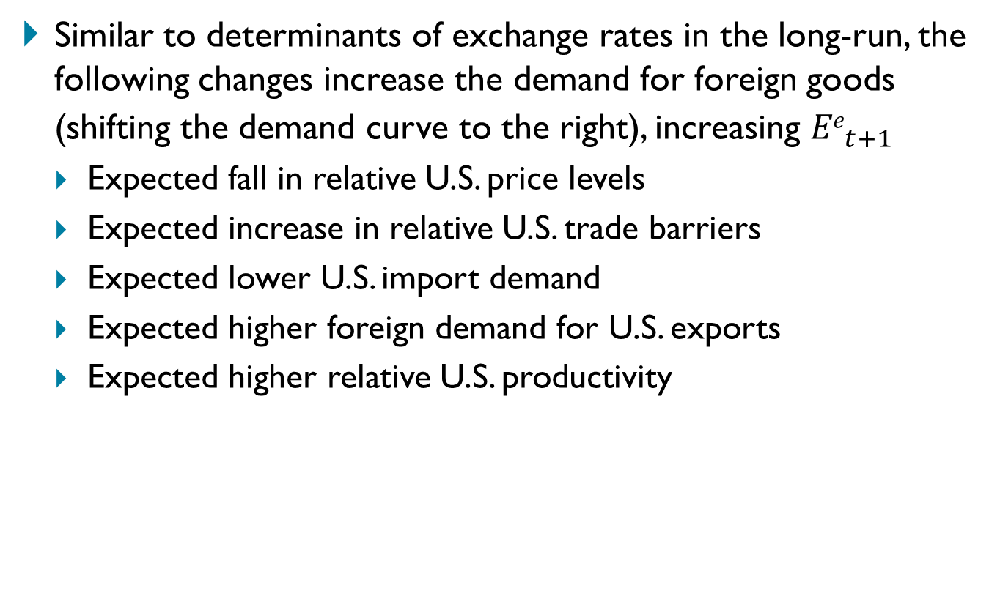 Similar to determinants of exchange rates in the long-run, the
following changes increase the demand for foreign goods
(shifting the demand curve to the right), increasing $E^e{}_{t+1}$
Expected fall in relative U.S. price levels
Expected increase in relative U.S. trade barriers
Expected lower U.S. import demand
Expected higher foreign demand for U.S. exports
Expected higher relative U.S. productivity